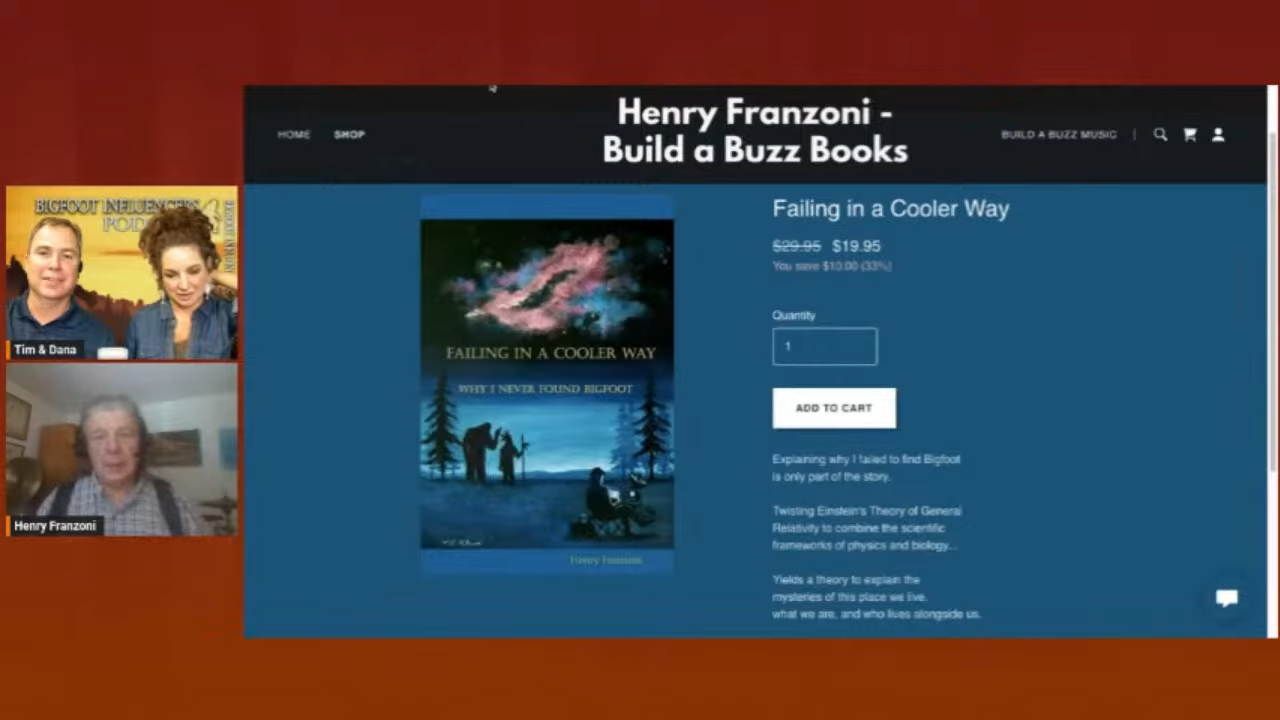 HOME
SHOP
Henry Franzoni -
Build a Buzz Books
BUILD A BUZZ MUSIC
BIGFOOT INFLUENCERS
Tim & Dana
Henry Franzoni
FAILING IN A COOLER WAY
WHY I NEVER FOUND BIGFOOT
Henry Franzoni
Failing in a Cooler Way
$29.95 $19.95
You save $10.00 (33%)
Quantity
1
ADD TO CART
Explaining why I failed to find Bigfoot
is only part of the story.
Twisting Einstein's Theory of General
Relativity to combine the scientific
frameworks of physics and biology...
Yields a theory to explain the
mysteries of this place we live,
what we are, and who lives alongside us.